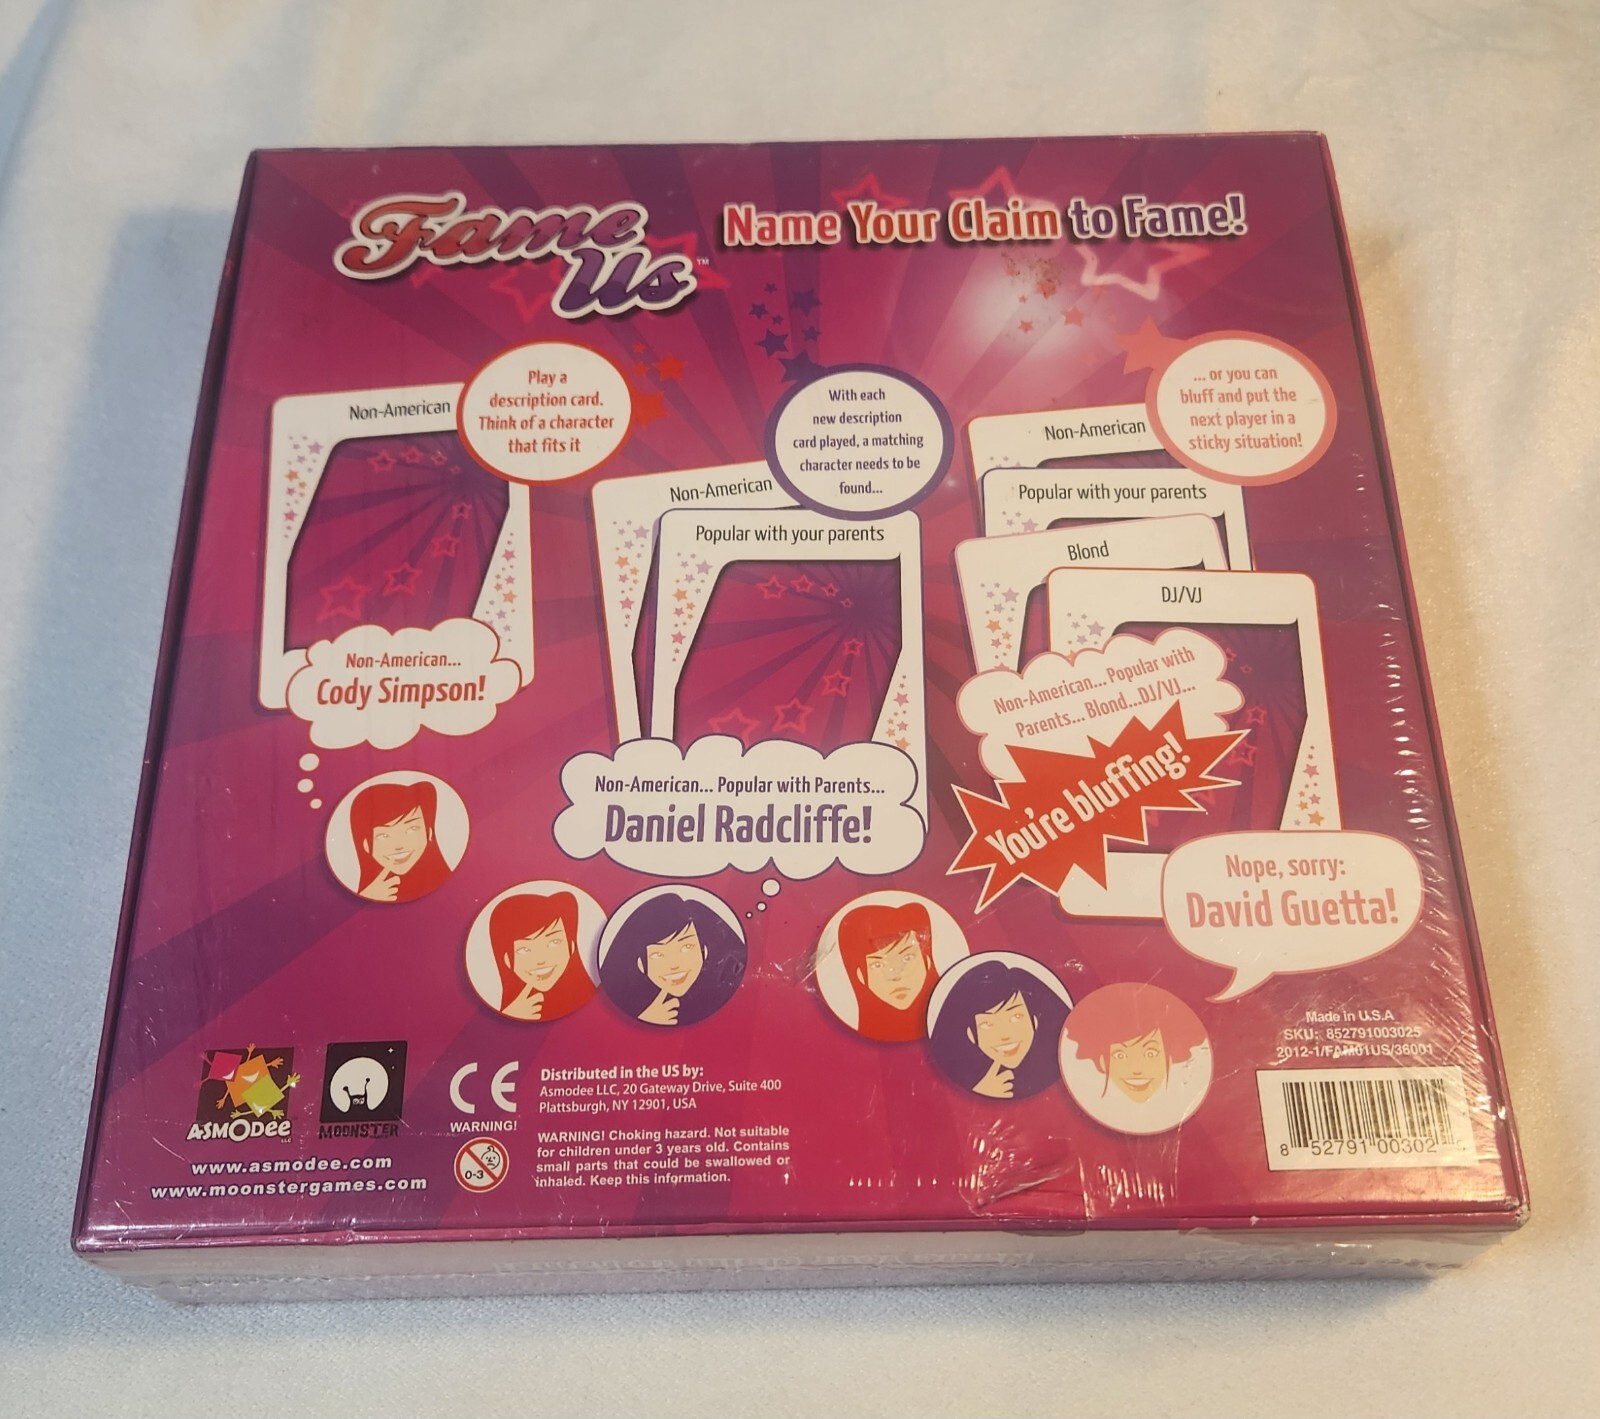 Fame
Us
™
Name Your Claim to Fame!
Non-American
Play a
description card.
Think of a character
that fits it
Non-American...
Cody Simpson!
With each
new description
card played, a matching
character needs to be
found...
Non-American
Popular with your parents
Non-American... Popular with Parents...
Daniel Radcliffe!
... or you can
bluff and put the
next player in a
sticky situation!
Non-American
Popular with your parents
Blond
DJ/VJ
Non-American... Popular with
Parents... Blond...DJ/VJ...
You're bluffing!
Nope, sorry:
David Guetta!
ASMODee
LLC
MOONSTER
www.asmodee.com
www.moonstergames.com
CE
WARNING!
0-3
Distributed in the US by:
Asmodee LLC, 20 Gateway Drive, Suite 400
Plattsburgh, NY 12901, USA
WARNING! Choking hazard. Not suitable
for children under 3 years old. Contains
small parts that could be swallowed or
inhaled. Keep this information.
Made in U.S.A
SKU: 852791003025
2012-1/FAM01US/36001
8 52791 00302